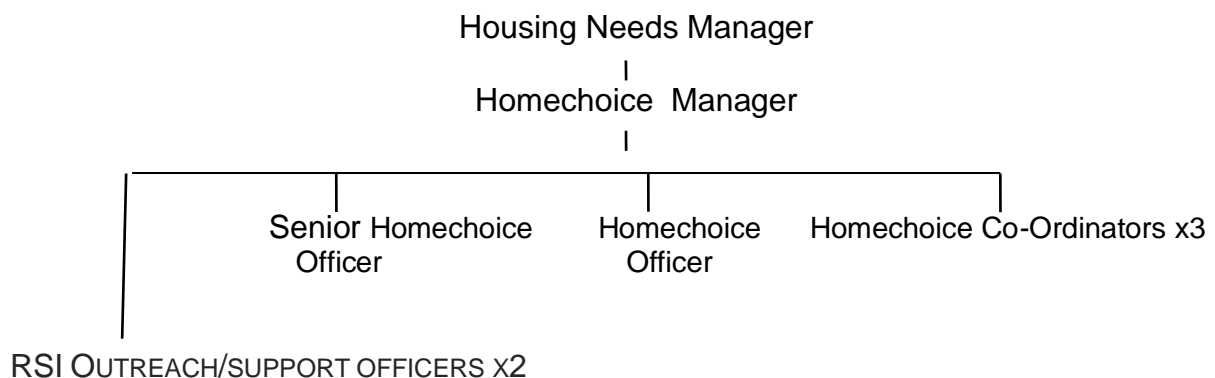 Housing Needs Manager
Homechoice Manager
Senior Homechoice Officer
Homechoice Officer
Homechoice Co-Ordinators x3
RSI OUTREACH/SUPPORT OFFICERS X2